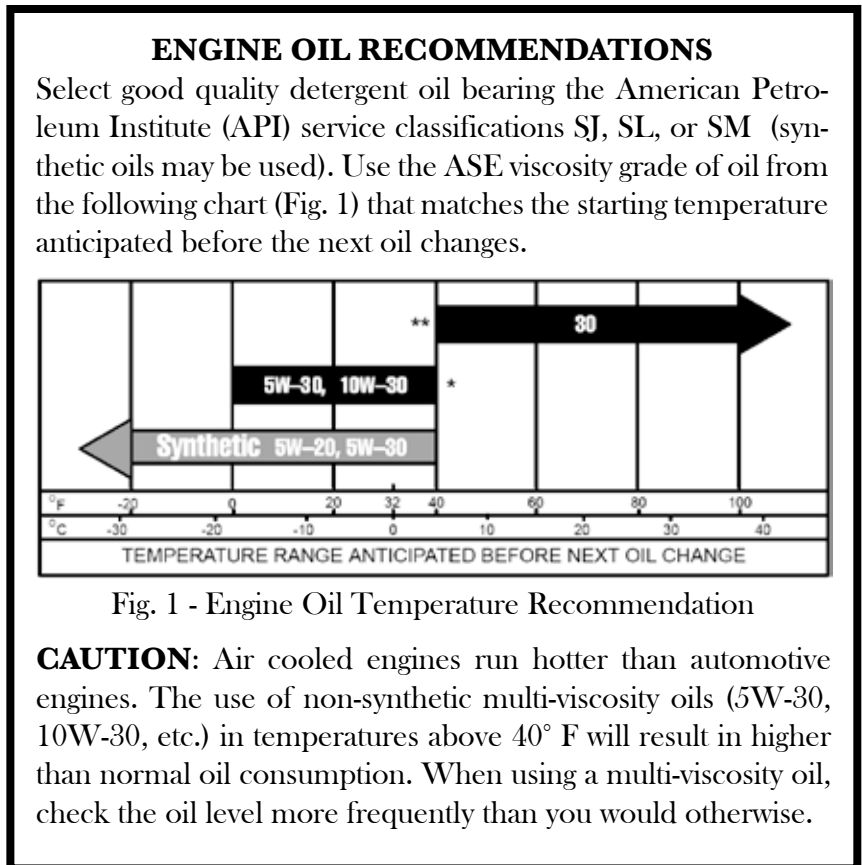 ENGINE OIL RECOMMENDATIONS
Select good quality detergent oil bearing the American Petro-
leum Institute (API) service classifications SJ, SL, or SM (syn-
thetic oils may be used). Use the ASE viscosity grade of oil from
the following chart (Fig. 1) that matches the starting temperature
anticipated before the next oil changes.
** 30
5W–30, 10W–30 *
Synthetic 5W–20, 5W–30
°F -20 0 20 32 40 60 80 100
°C -30 -20 -10 0 10 20 30 40
TEMPERATURE RANGE ANTICIPATED BEFORE NEXT OIL CHANGE
Fig. 1 - Engine Oil Temperature Recommendation
CAUTION: Air cooled engines run hotter than automotive
engines. The use of non-synthetic multi-viscosity oils (5W-30,
10W-30, etc.) in temperatures above 40° F will result in higher
than normal oil consumption. When using a multi-viscosity oil,
check the oil level more frequently than you would otherwise.